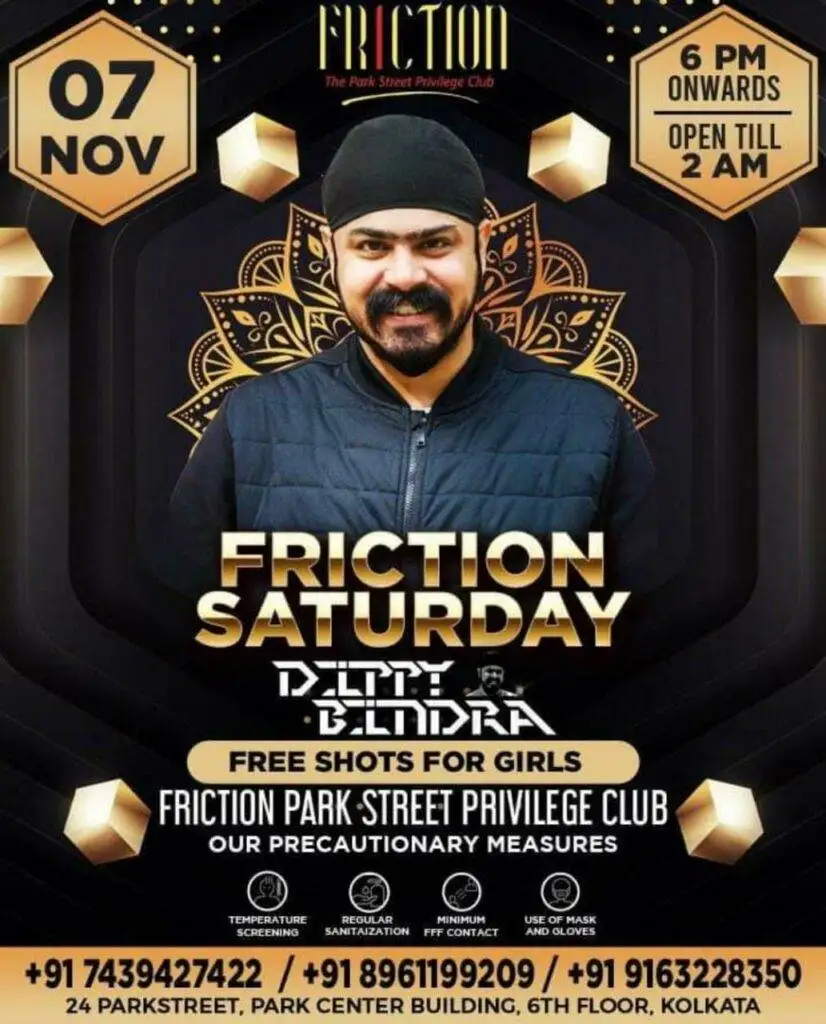 FRICTION
The Park Street Privilege Club
07
NOV
6 PM
ONWARDS
OPEN TILL
2 AM
FRICTION
SATURDAY
DIPPY
BINDRA
FREE SHOTS FOR GIRLS
FRICTION PARK STREET PRIVILEGE CLUB
OUR PRECAUTIONARY MEASURES
TEMPERATURE
SCREENING
REGULAR
SANITAIZATION
MINIMUM
FFF CONTACT
USE OF MASK
AND GLOVES
+91 7439427422 / +91 8961199209 / +91 9163228350
24 PARKSTREET, PARK CENTER BUILDING, 6TH FLOOR, KOLKATA